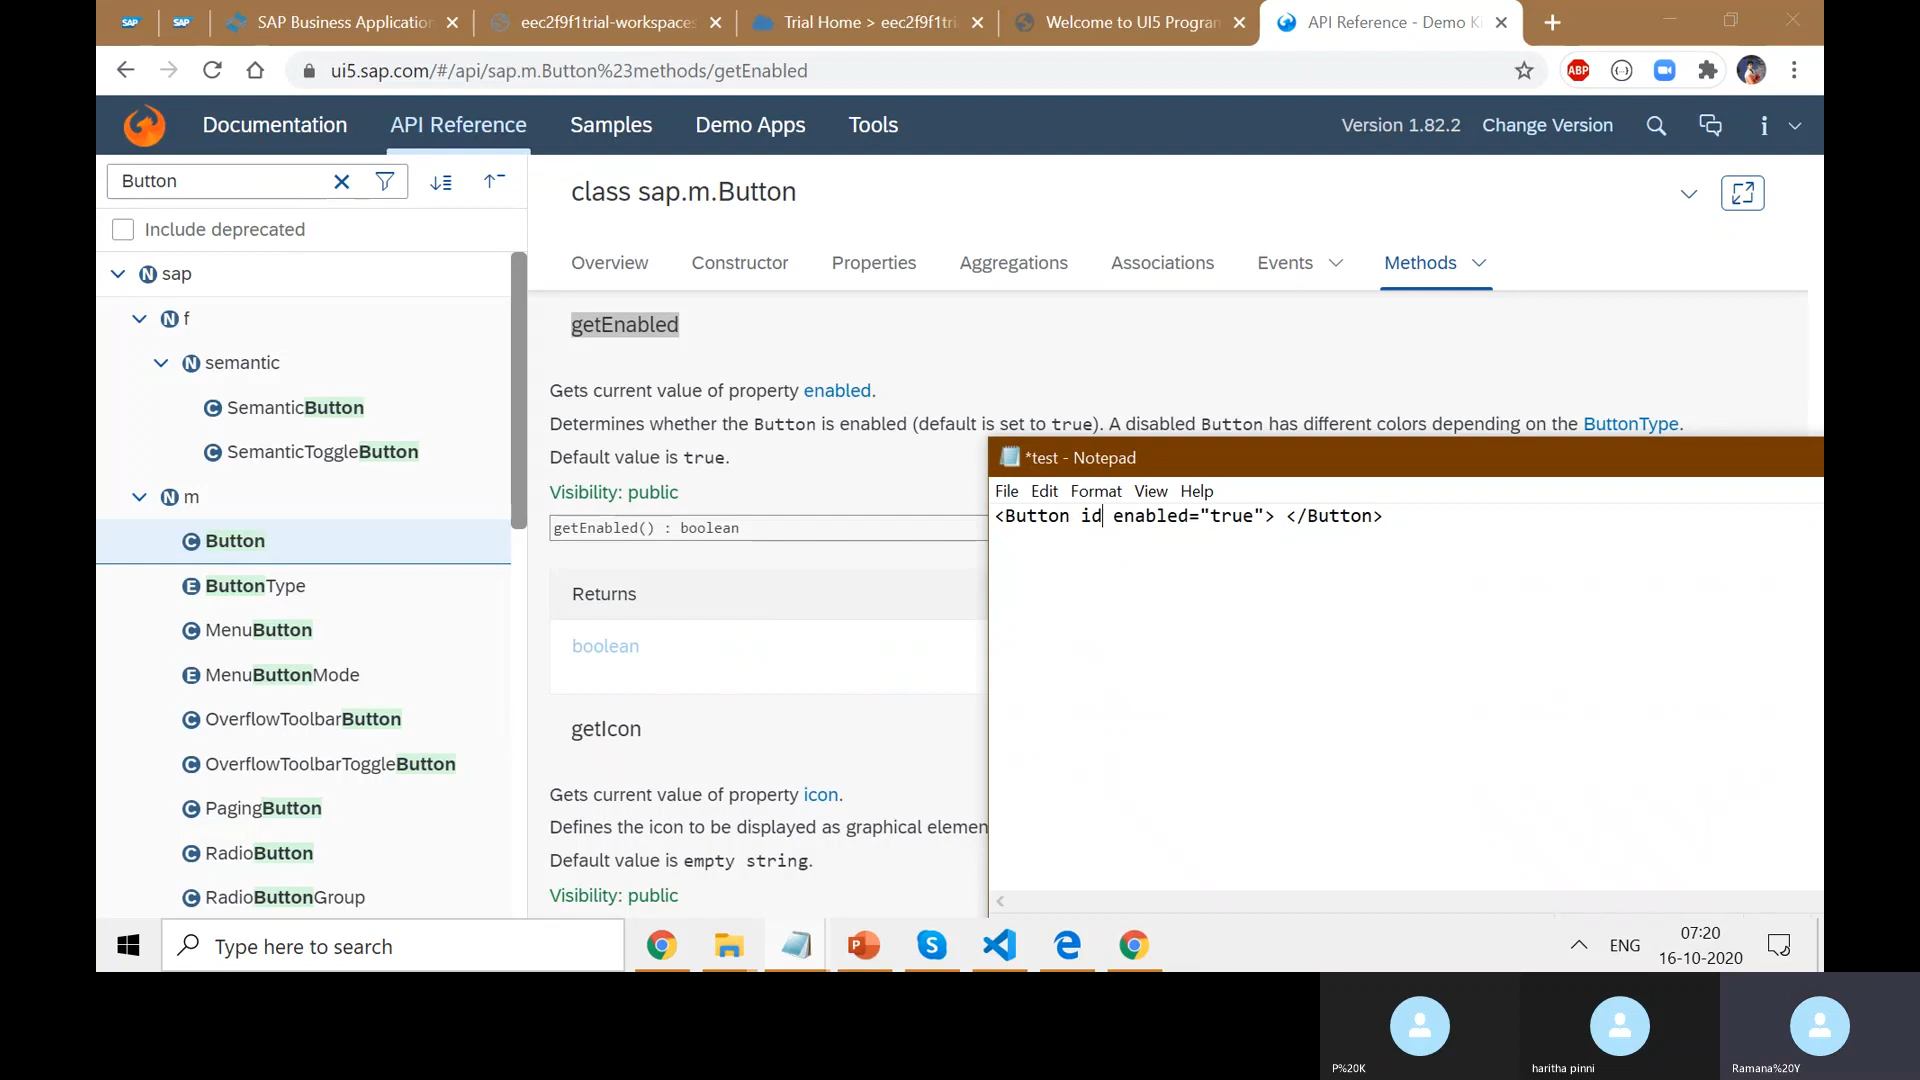 SAP Business Application
eec2f9f1trial-workspaces
Trial Home > eec2f9f1tri
Welcome to UI5 Progran
API Reference - Demo Ki
ui5.sap.com/#/api/sap.m.Button%23methods/getEnabled
ABP
Documentation
API Reference
Samples
Demo Apps
Tools
Version 1.82.2
Change Version
Button
Include deprecated
N sap
N f
N semantic
C SemanticButton
C SemanticToggleButton
N m
C Button
E ButtonType
C MenuButton
E MenuButtonMode
C OverflowToolbarButton
C OverflowToolbarToggleButton
C PagingButton
C RadioButton
C RadioButtonGroup
class sap.m.Button
Overview
Constructor
Properties
Aggregations
Associations
Events
Methods
getEnabled
Gets current value of property enabled.
Determines whether the Button is enabled (default is set to true). A disabled Button has different colors depending on the ButtonType.
Default value is true.
Visibility: public
getEnabled() : boolean
Returns
boolean
getIcon
Gets current value of property icon.
Defines the icon to be displayed as graphical elemen
Default value is empty string.
Visibility: public
*test - Notepad
File Edit Format View Help
<Button id enabled="true"> </Button>
Type here to search
ENG
07:20
16-10-2020
P%20K
haritha pinni
Ramana%20Y